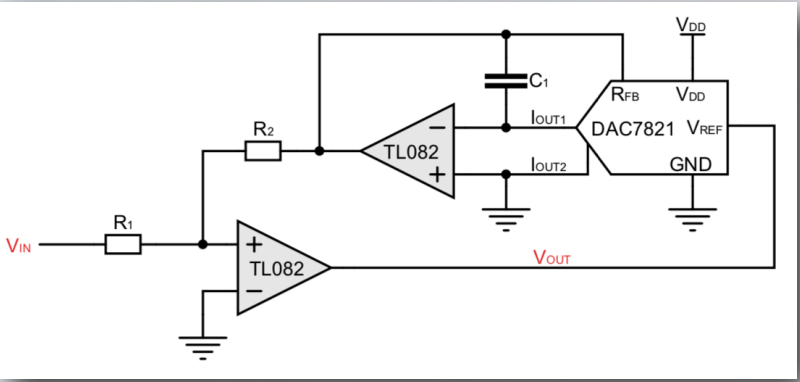 VDD
C1
RFB
VDD
IOUT1
DAC7821
VREF
R2
TL082
IOUT2
GND
R1
VIN
TL082
VOUT